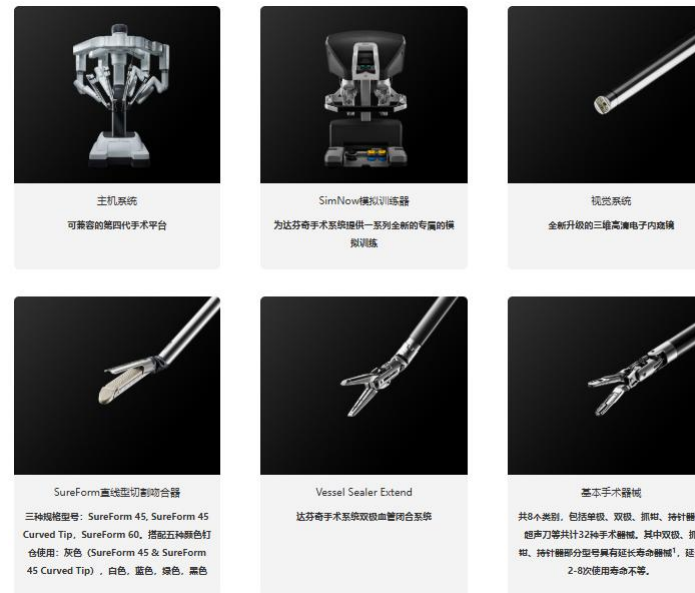 主机系统
可兼容的第四代手术平台
SimNow模拟训练器
为达芬奇手术系统提供一系列全新的专属的模
拟训练
视觉系统
全新升级的三维高清电子内窥镜
SureForm直线型切割吻合器
三种规格型号：SureForm 45, SureForm 45
Curved Tip，SureForm 60。搭配五种颜色钉
仓使用：灰色（SureForm 45 & SureForm
45 Curved Tip），白色，蓝色，绿色，黑色
Vessel Sealer Extend
达芬奇手术系统双极血管闭合系统
基本手术器械
共8个类别，包括单极、双极、抓钳、持针器
超声刀等共计32种手术器械。其中双极、抓
钳、持针器部分型号具有延长寿命器械1，延
2-8次使用寿命不等。